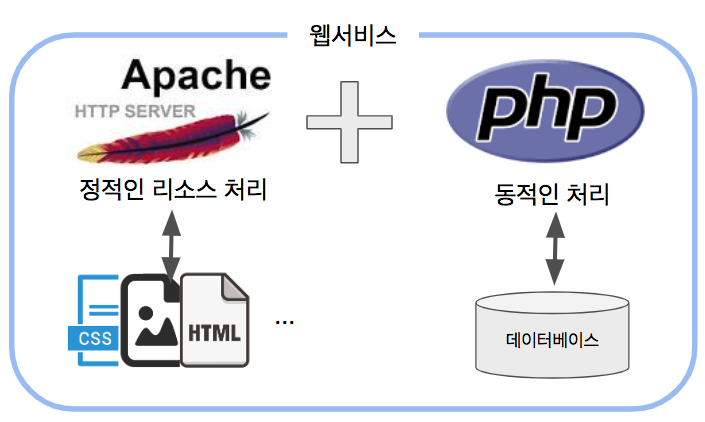 웹서비스
Apache
HTTP SERVER
php
정적인 리소스 처리
동적인 처리
CSS
HTML
...
데이터베이스